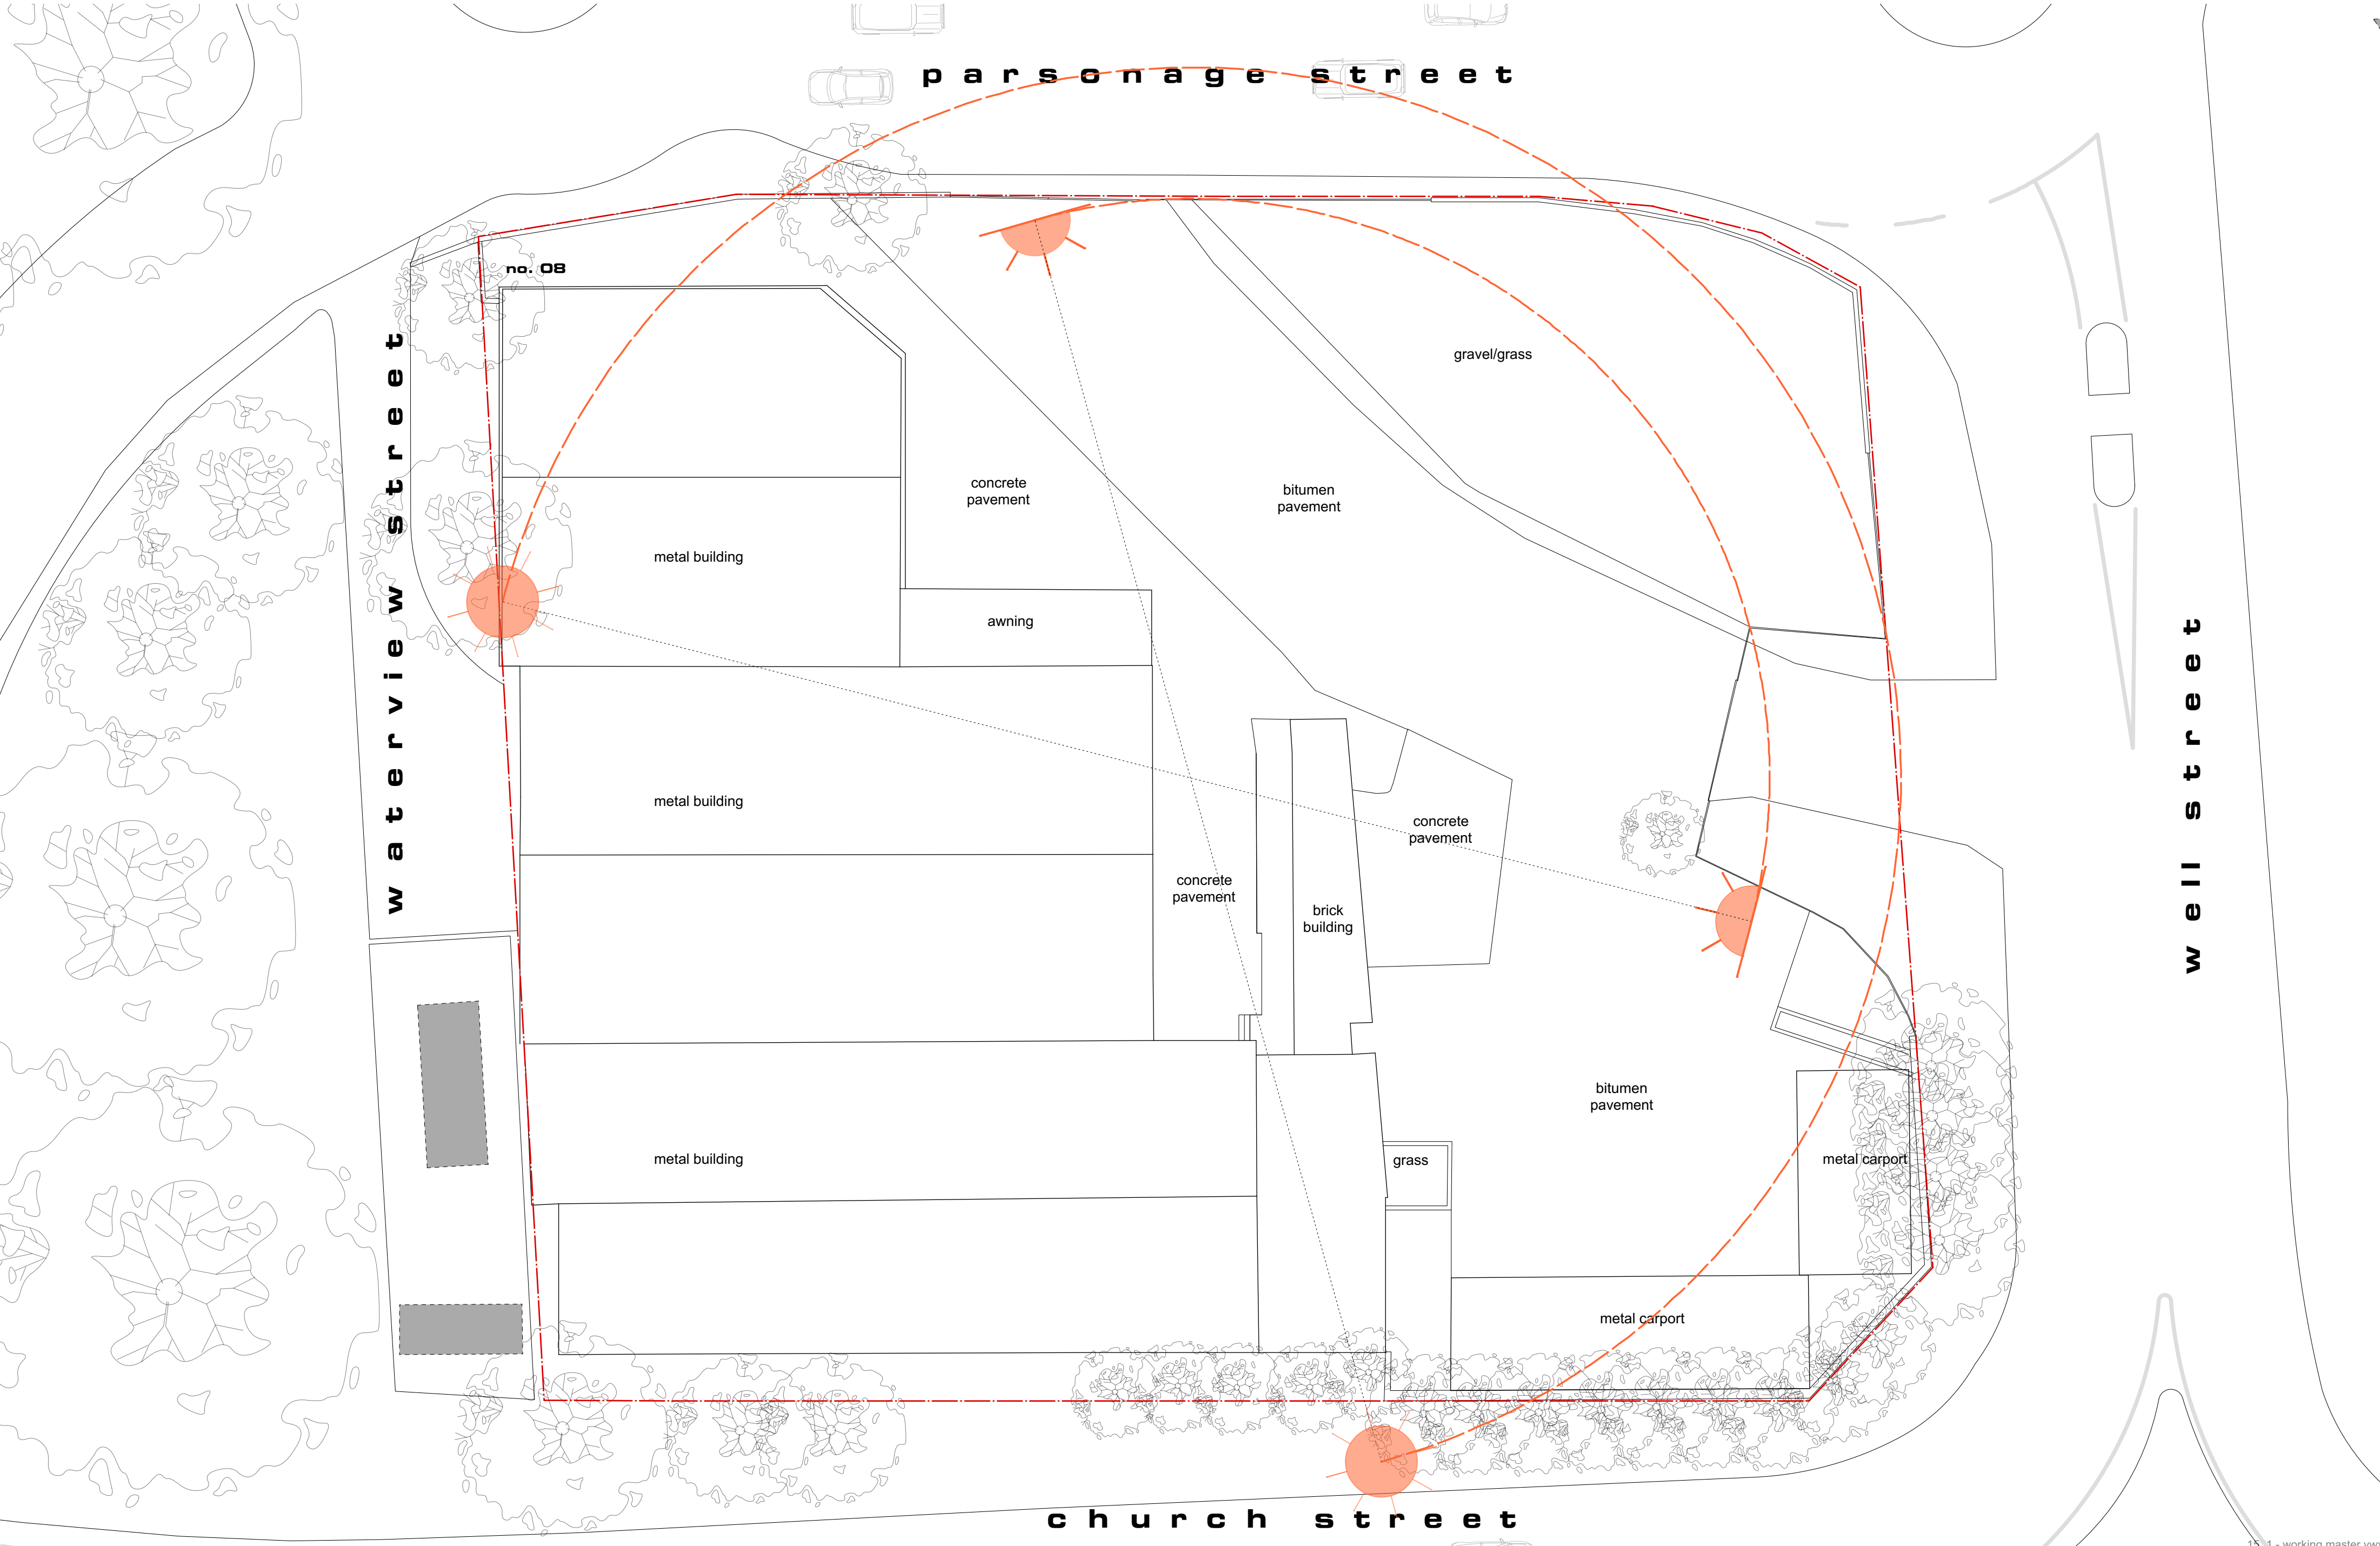 parsonage street
no. 08
waterview street
gravel/grass
concrete
pavement
bitumen
pavement
metal building
awning
well street
metal building
concrete
pavement
concrete
pavement
brick
building
bitumen
pavement
metal building
grass
metal carport
metal carport
church street